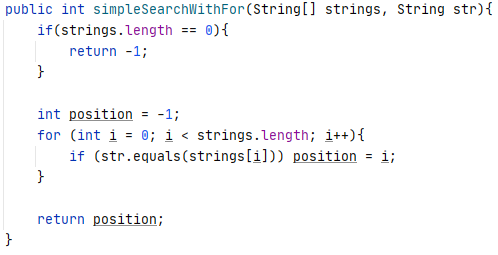 public int simpleSearchWithFor(String[] strings, String str){
    if(strings.length == 0){
        return -1;
    }

    int position = -1;
    for (int i = 0; i < strings.length; i++){
        if (str.equals(strings[i])) position = i;
    }

    return position;
}